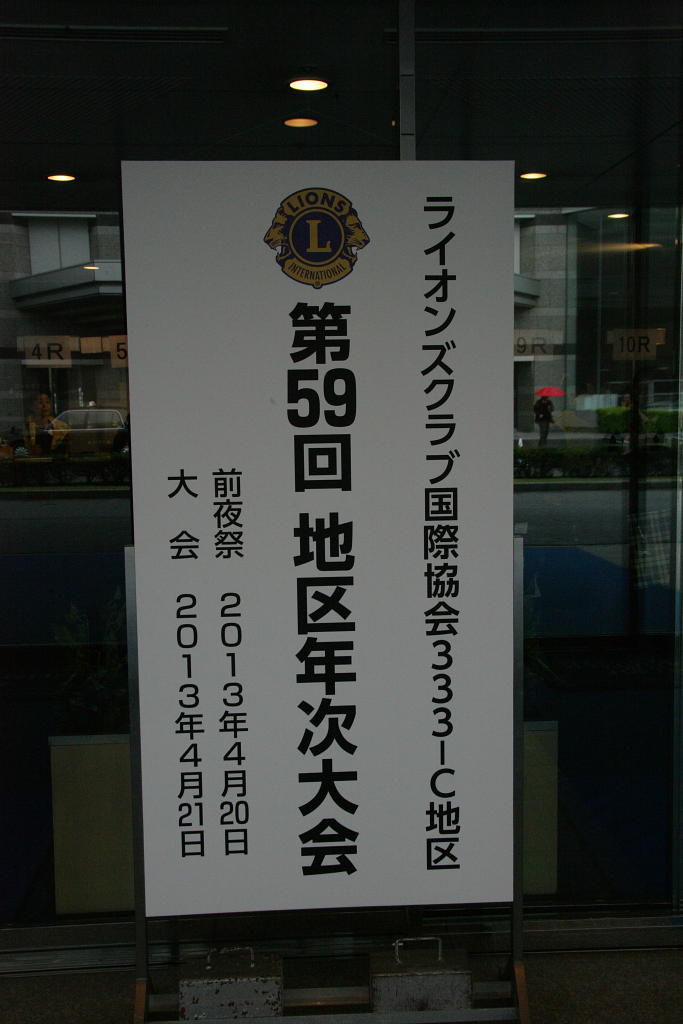 ライオンズクラブ国際協会333-C地区
LIONS
L
INTERNATIONAL
第59回 地区年次大会
前夜祭 2013年4月20日
大会 2013年4月21日
4R
5
9R
10R